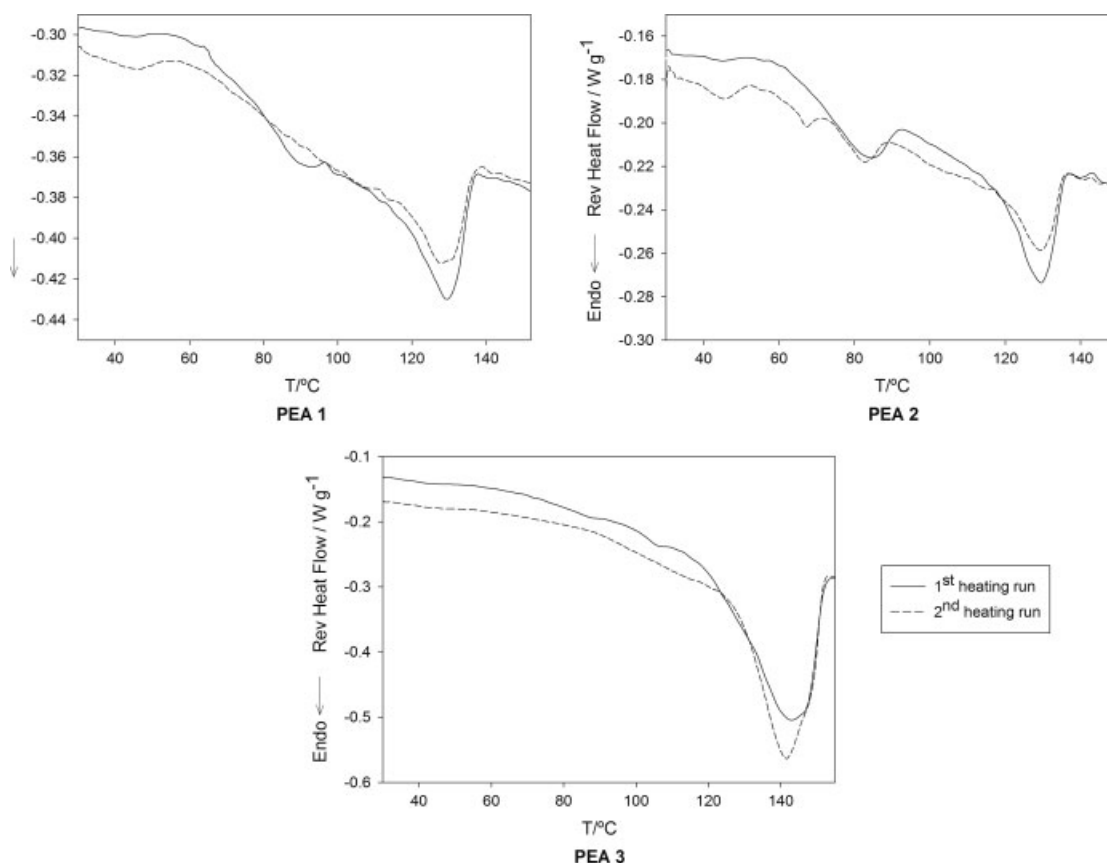 -0.30
-0.32
-0.34
-0.36
-0.38
-0.40
-0.42
-0.44
40 60 80 100 120 140
T/ºC
PEA 1
Endo Rev Heat Flow / W g⁻¹
-0.16
-0.18
-0.20
-0.22
-0.24
-0.26
-0.28
-0.30
40 60 80 100 120 140
T/ºC
PEA 2
Endo Rev Heat Flow / W g⁻¹
-0.1
-0.2
-0.3
-0.4
-0.5
-0.6
40 60 80 100 120 140
T/ºC
PEA 3
1st heating run
2nd heating run